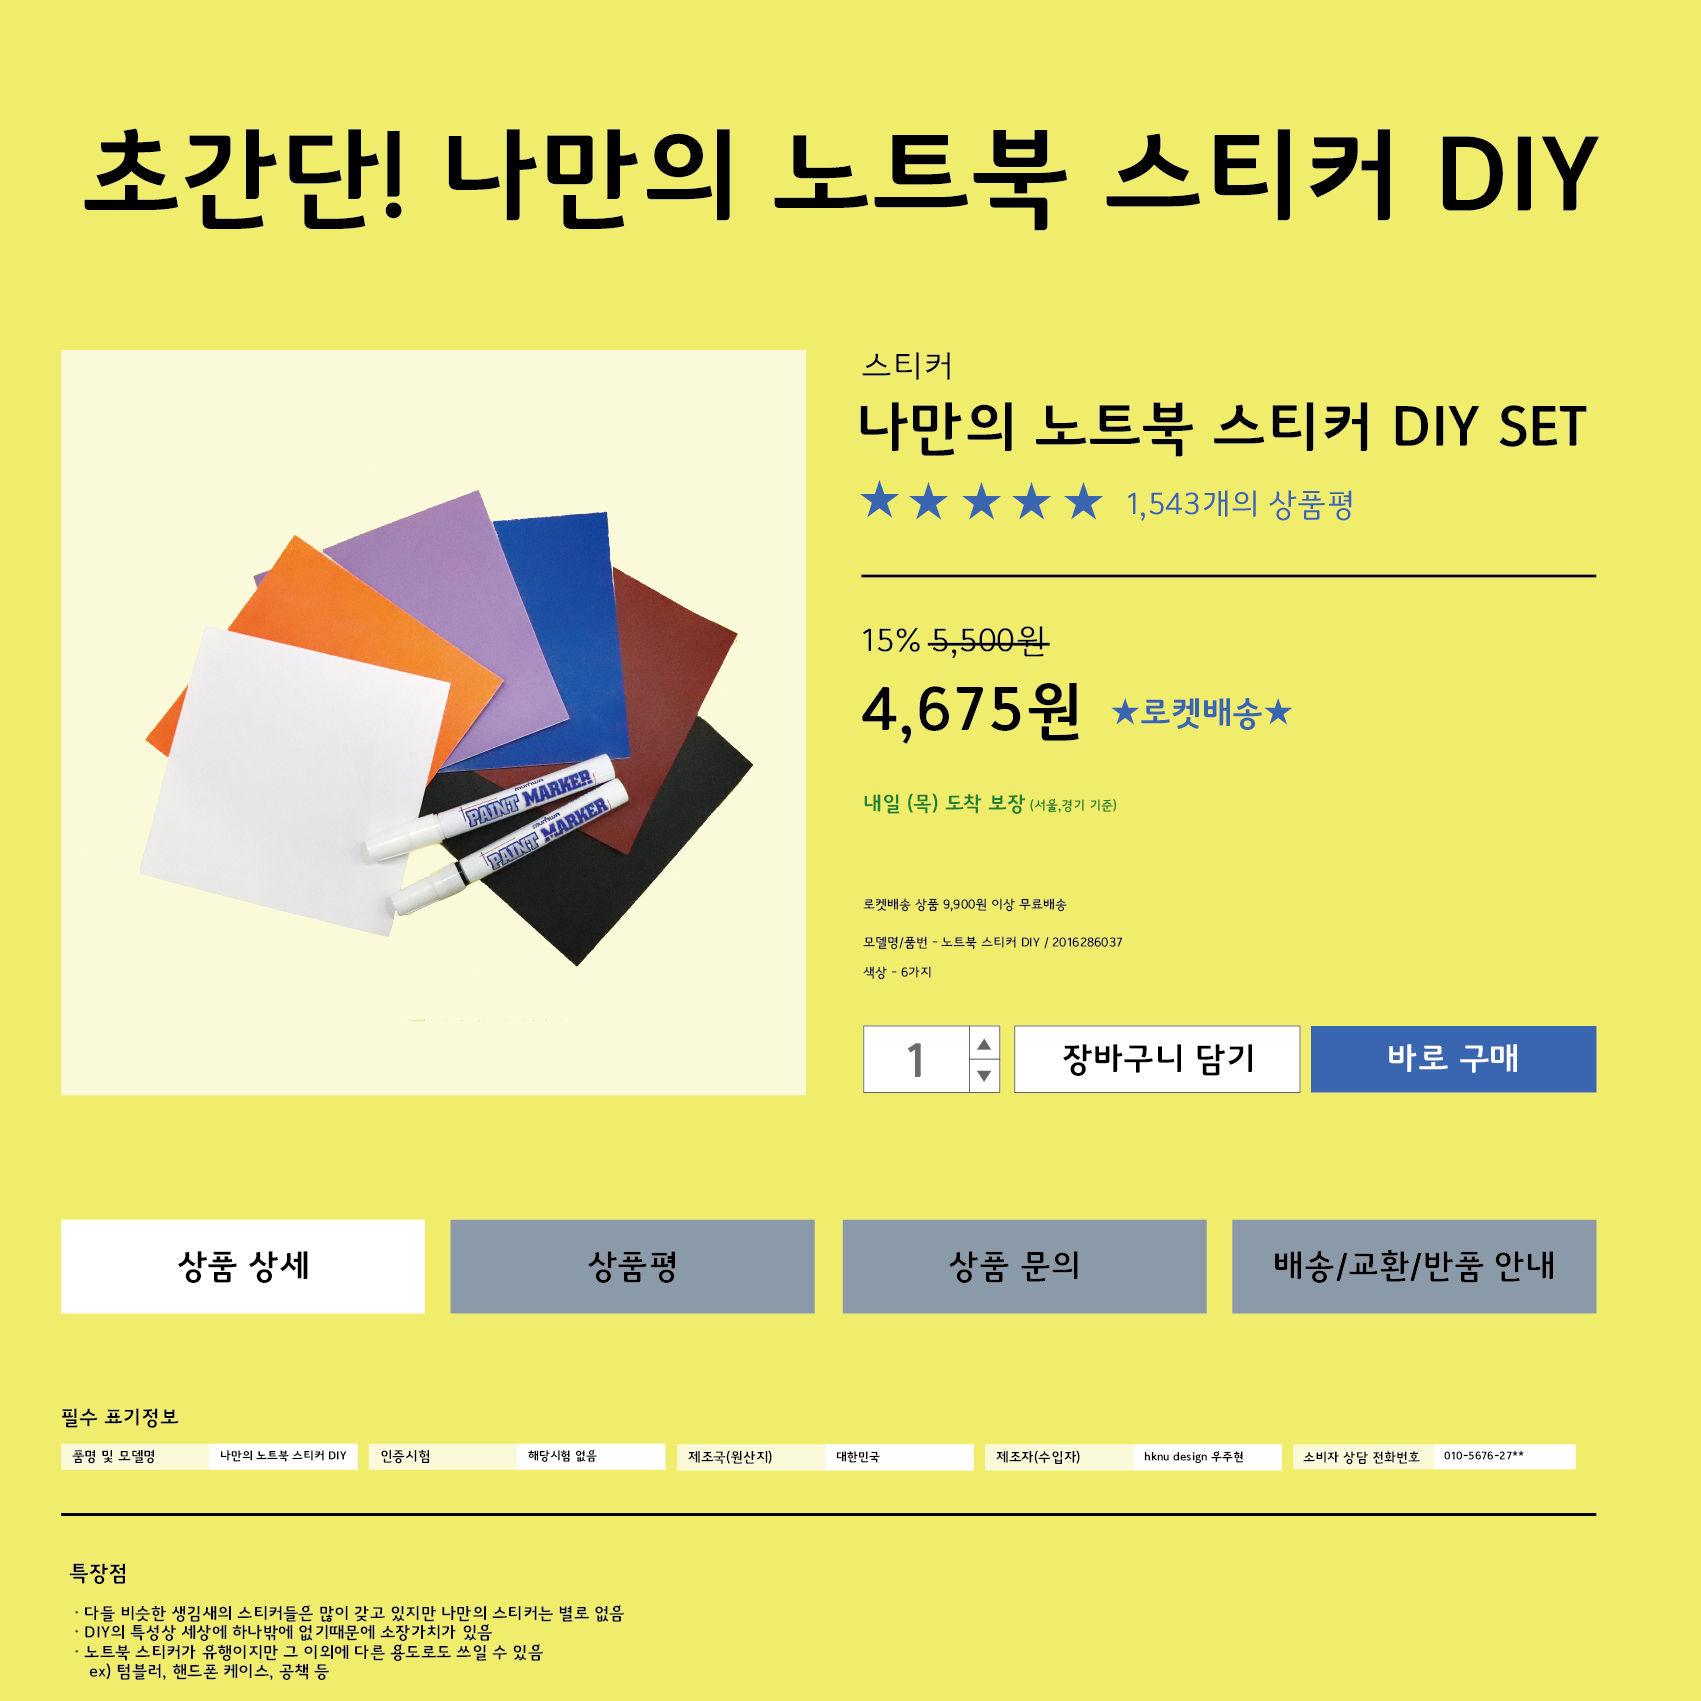 초간단! 나만의 노트북 스티커 DIY
스티커
나만의 노트북 스티커 DIY SET
★ ★ ★ ★ ★ 1,543개의 상품평
15% 5,500원
4,675원 ★로켓배송★
내일 (목) 도착 보장 (서울,경기 기준)
로켓배송 상품 9,900원 이상 무료배송
모델명/품번 - 노트북 스티커 DIY / 2016286037
색상 - 6가지
munhwa PAINT MARKER
munhwa PAINT MARKER
1 ▲ ▼ 장바구니 담기 바로 구매
상품 상세 상품평 상품 문의 배송/교환/반품 안내
필수 표기정보
품명 및 모델명 나만의 노트북 스티커 DIY 인증시험 해당시험 없음 제조국(원산지) 대한민국 제조자(수입자) hknu design 우주현 소비자 상담 전화번호 010-5676-27**
특장점
· 다들 비슷한 생김새의 스티커들은 많이 갖고 있지만 나만의 스티커는 별로 없음
· DIY의 특성상 세상에 하나밖에 없기때문에 소장가치가 있음
· 노트북 스티커가 유행이지만 그 이외에 다른 용도로도 쓰일 수 있음
ex) 텀블러, 핸드폰 케이스, 공책 등